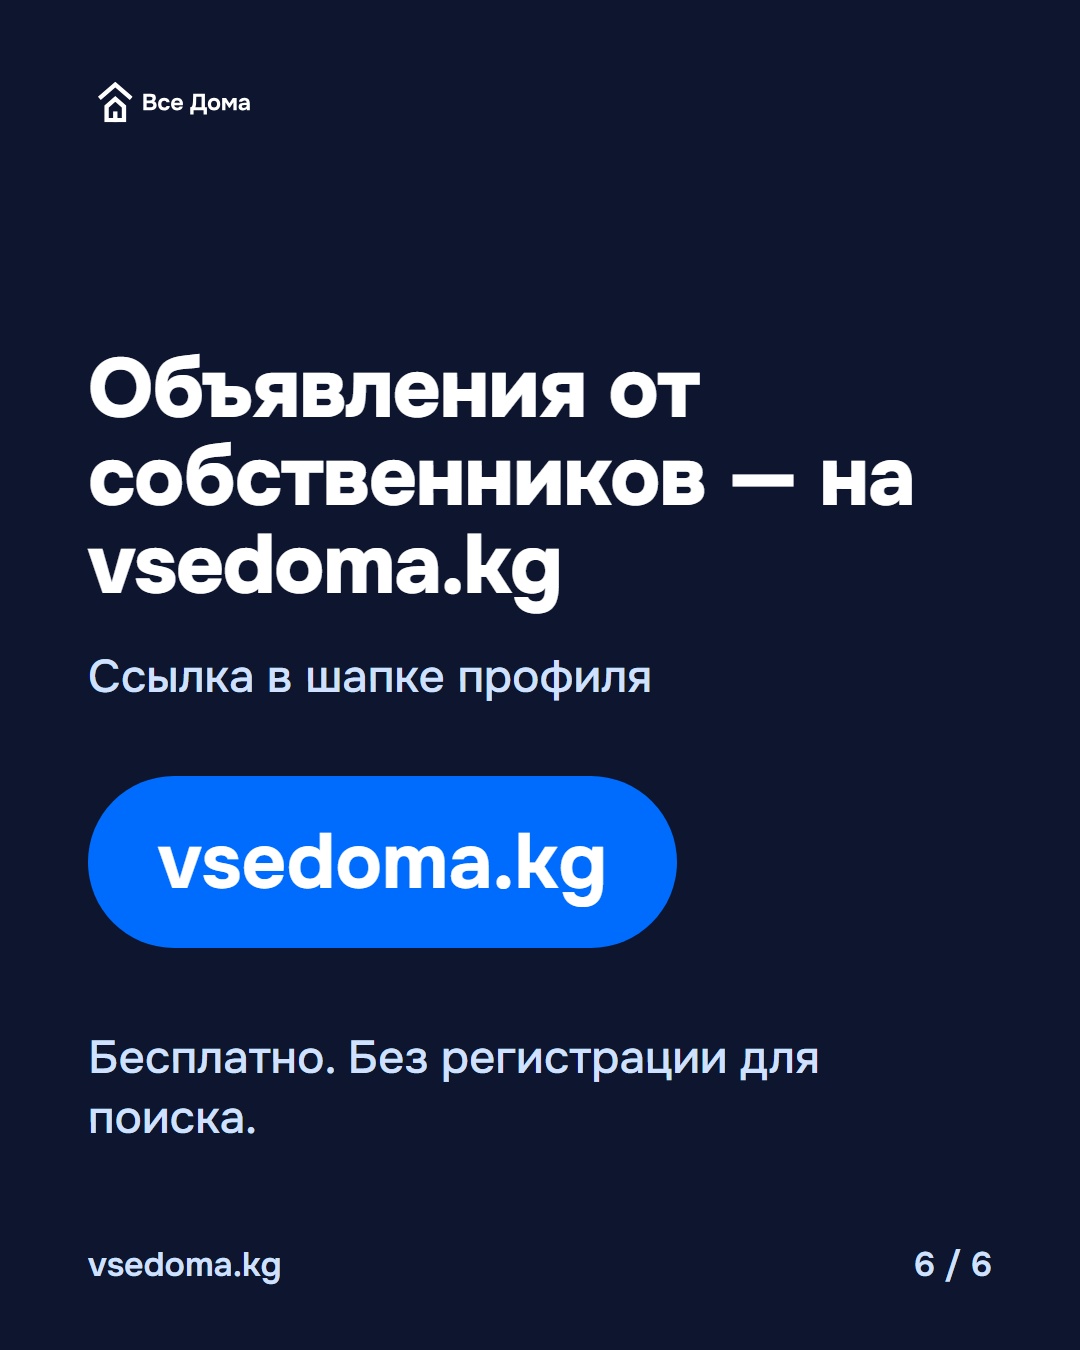 Все Дома
Объявления от
собственников — на
vsedoma.kg
Ссылка в шапке профиля
vsedoma.kg
Бесплатно. Без регистрации для
поиска.
vsedoma.kg
6 / 6